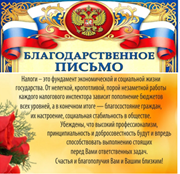 БЛАГОДАРСТВЕННОЕ
ПИСЬМО
Налоги – это фундамент экономической и социальной жизни
государства. От нелегкой, кропотливой, порой незаметной работы
каждого налогового инспектора зависит пополнение бюджетов
всех уровней, а в конечном итоге — благосостояние граждан,
их настроение, социальная стабильность в обществе.
Убеждены, что высокий профессионализм,
принципиальность и добросовестность будут и впредь
способствовать выполнению стоящих
перед Вами ответственных задач.
Счастья и благополучия Вам и Вашим близким!